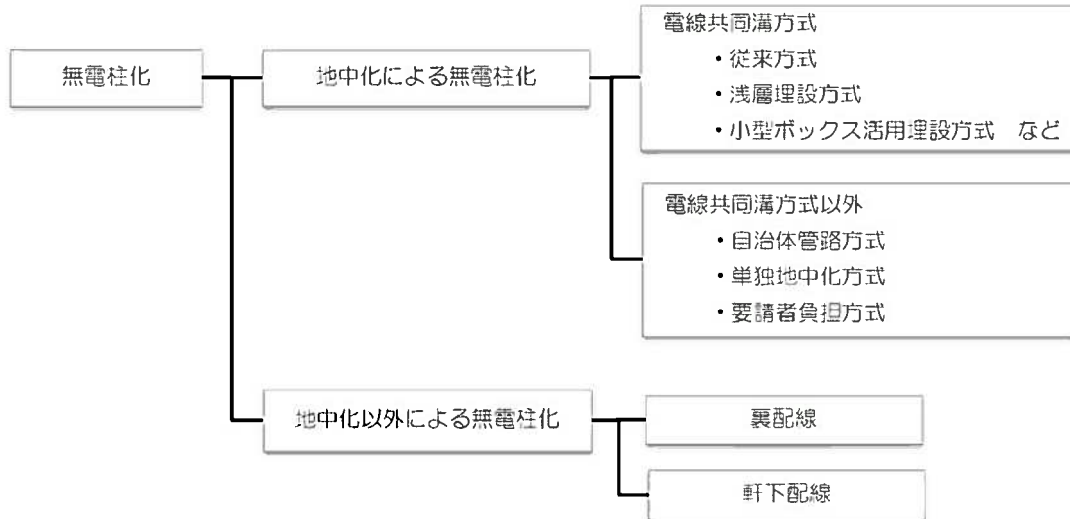 無電柱化
地中化による無電柱化
電線共同溝方式
・従来方式
・浅層埋設方式
・小型ボックス活用埋設方式　など
電線共同溝方式以外
・自治体管路方式
・単独地中化方式
・要請者負担方式
地中化以外による無電柱化
裏配線
軒下配線